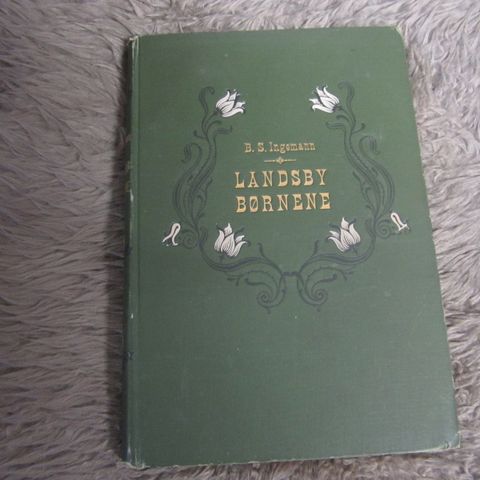 B. S. Ingemann
LANDSBY
BØRNENE